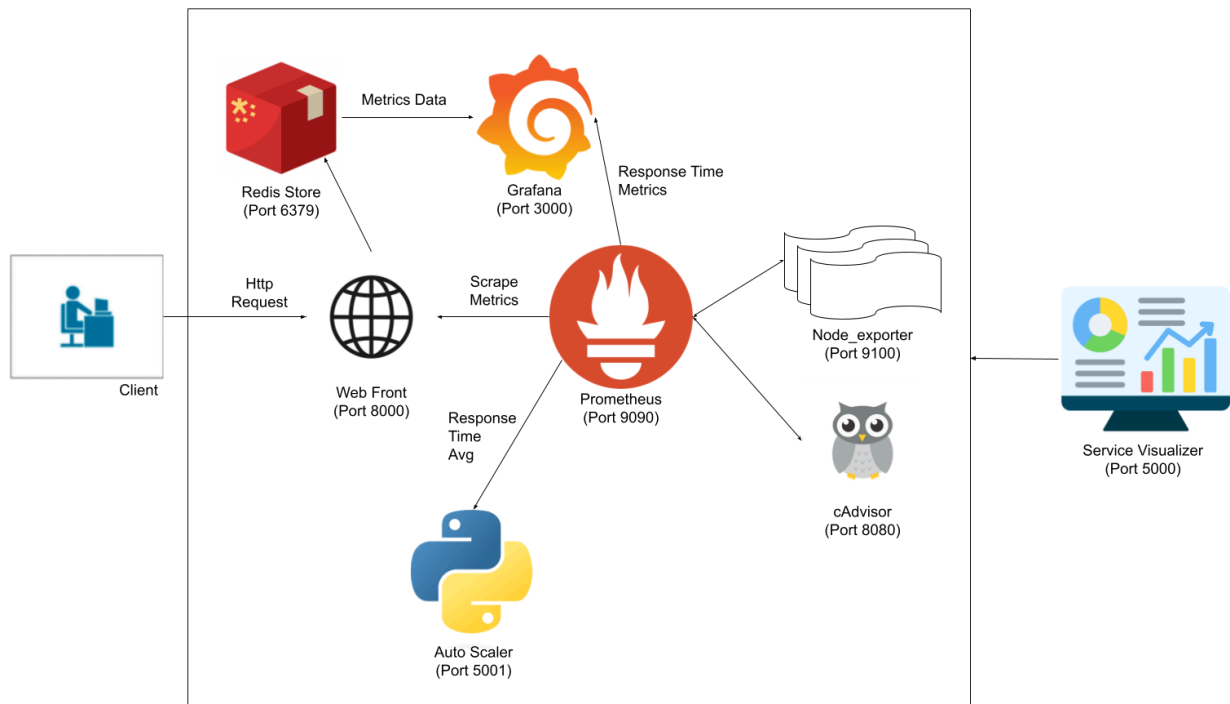 Metrics Data
Redis Store
(Port 6379)
Grafana
(Port 3000)
Response Time
Metrics
Http
Request
Client
Web Front
(Port 8000)
Scrape
Metrics
Prometheus
(Port 9090)
Node_exporter
(Port 9100)
Response
Time
Avg
cAdvisor
(Port 8080)
Service Visualizer
(Port 5000)
Auto Scaler
(Port 5001)